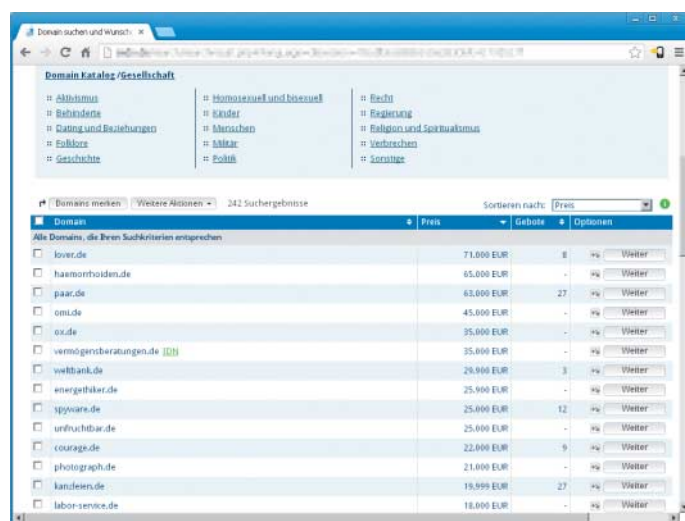 Domain suchen und Wunsch
Domain Katalog /Gesellschaft
:: Aktivismus
:: Behinderte
:: Dating und Beziehungen
:: Folklore
:: Geschichte
:: Homosexuell und bisexuell
:: Kinder
:: Menschen
:: Militär
:: Politik
:: Recht
:: Regierung
:: Religion und Spiritualismus
:: Verbrechen
:: Sonstige
Domains merken Weitere Aktionen 242 Suchergebnisse Sortieren nach: Preis
Domain Preis Gebote Optionen
Alle Domains, die Ihren Suchkriterien entsprechen
lover.de 71.000 EUR 8 Weiter
haemorrhoiden.de 65.000 EUR - Weiter
paar.de 63.000 EUR 27 Weiter
omi.de 45.000 EUR - Weiter
ox.de 35.000 EUR - Weiter
vermögensberatungen.de IDN 35.000 EUR - Weiter
weltbank.de 29.900 EUR 3 Weiter
energethiker.de 25.900 EUR - Weiter
spyware.de 25.000 EUR 12 Weiter
unfruchtbar.de 25.000 EUR - Weiter
courage.de 22.000 EUR 9 Weiter
photograph.de 21.000 EUR - Weiter
kanzleien.de 19.999 EUR 27 Weiter
labor-service.de 18.000 EUR - Weiter